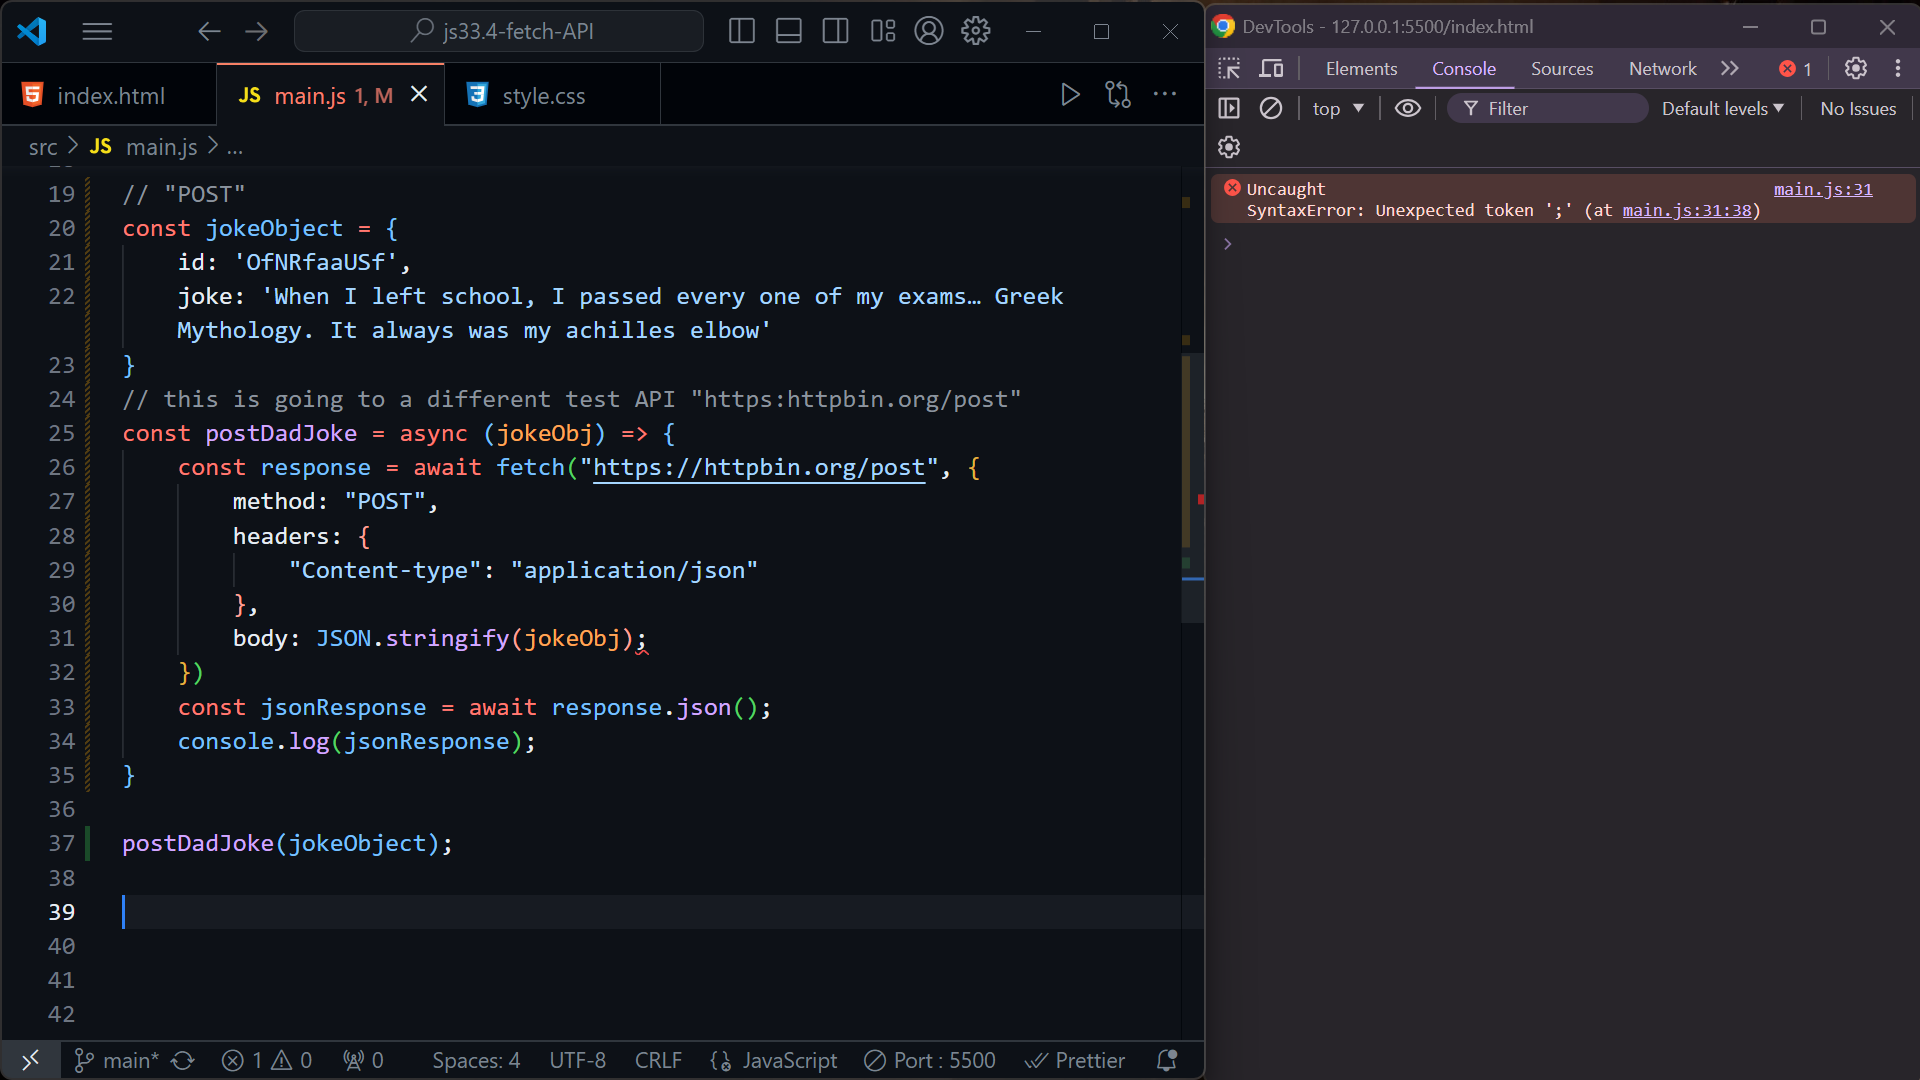 js33.4-fetch-API
index.html
JS main.js 1, M
style.css
src > JS main.js > ...
19 // "POST"
20 const jokeObject = {
21 id: 'OfNRfaaUSf',
22 joke: 'When I left school, I passed every one of my exams… Greek
Mythology. It always was my achilles elbow'
23 }
24 // this is going to a different test API "https:httpbin.org/post"
25 const postDadJoke = async (jokeObj) => {
26 const response = await fetch("https://httpbin.org/post", {
27 method: "POST",
28 headers: {
29 "Content-type": "application/json"
30 },
31 body: JSON.stringify(jokeObj);
32 })
33 const jsonResponse = await response.json();
34 console.log(jsonResponse);
35 }
36
37 postDadJoke(jokeObject);
38
39
40
41
42
main* 1 0 0 Spaces: 4 UTF-8 CRLF JavaScript Port : 5500 Prettier
DevTools - 127.0.0.1:5500/index.html
Elements Console Sources Network 1
top Filter Default levels No Issues
Uncaught main.js:31
SyntaxError: Unexpected token ';' (at main.js:31:38)